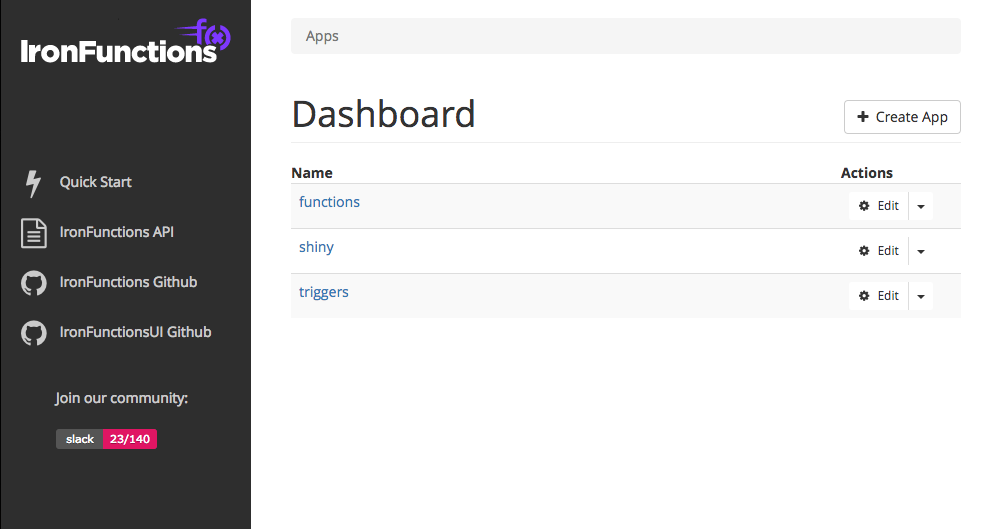 f(x)
IronFunctions
Quick Start
IronFunctions API
IronFunctions Github
IronFunctionsUI Github
Join our community:
slack 23/140
Apps
Dashboard
Create App
Name Actions
functions Edit
shiny Edit
triggers Edit